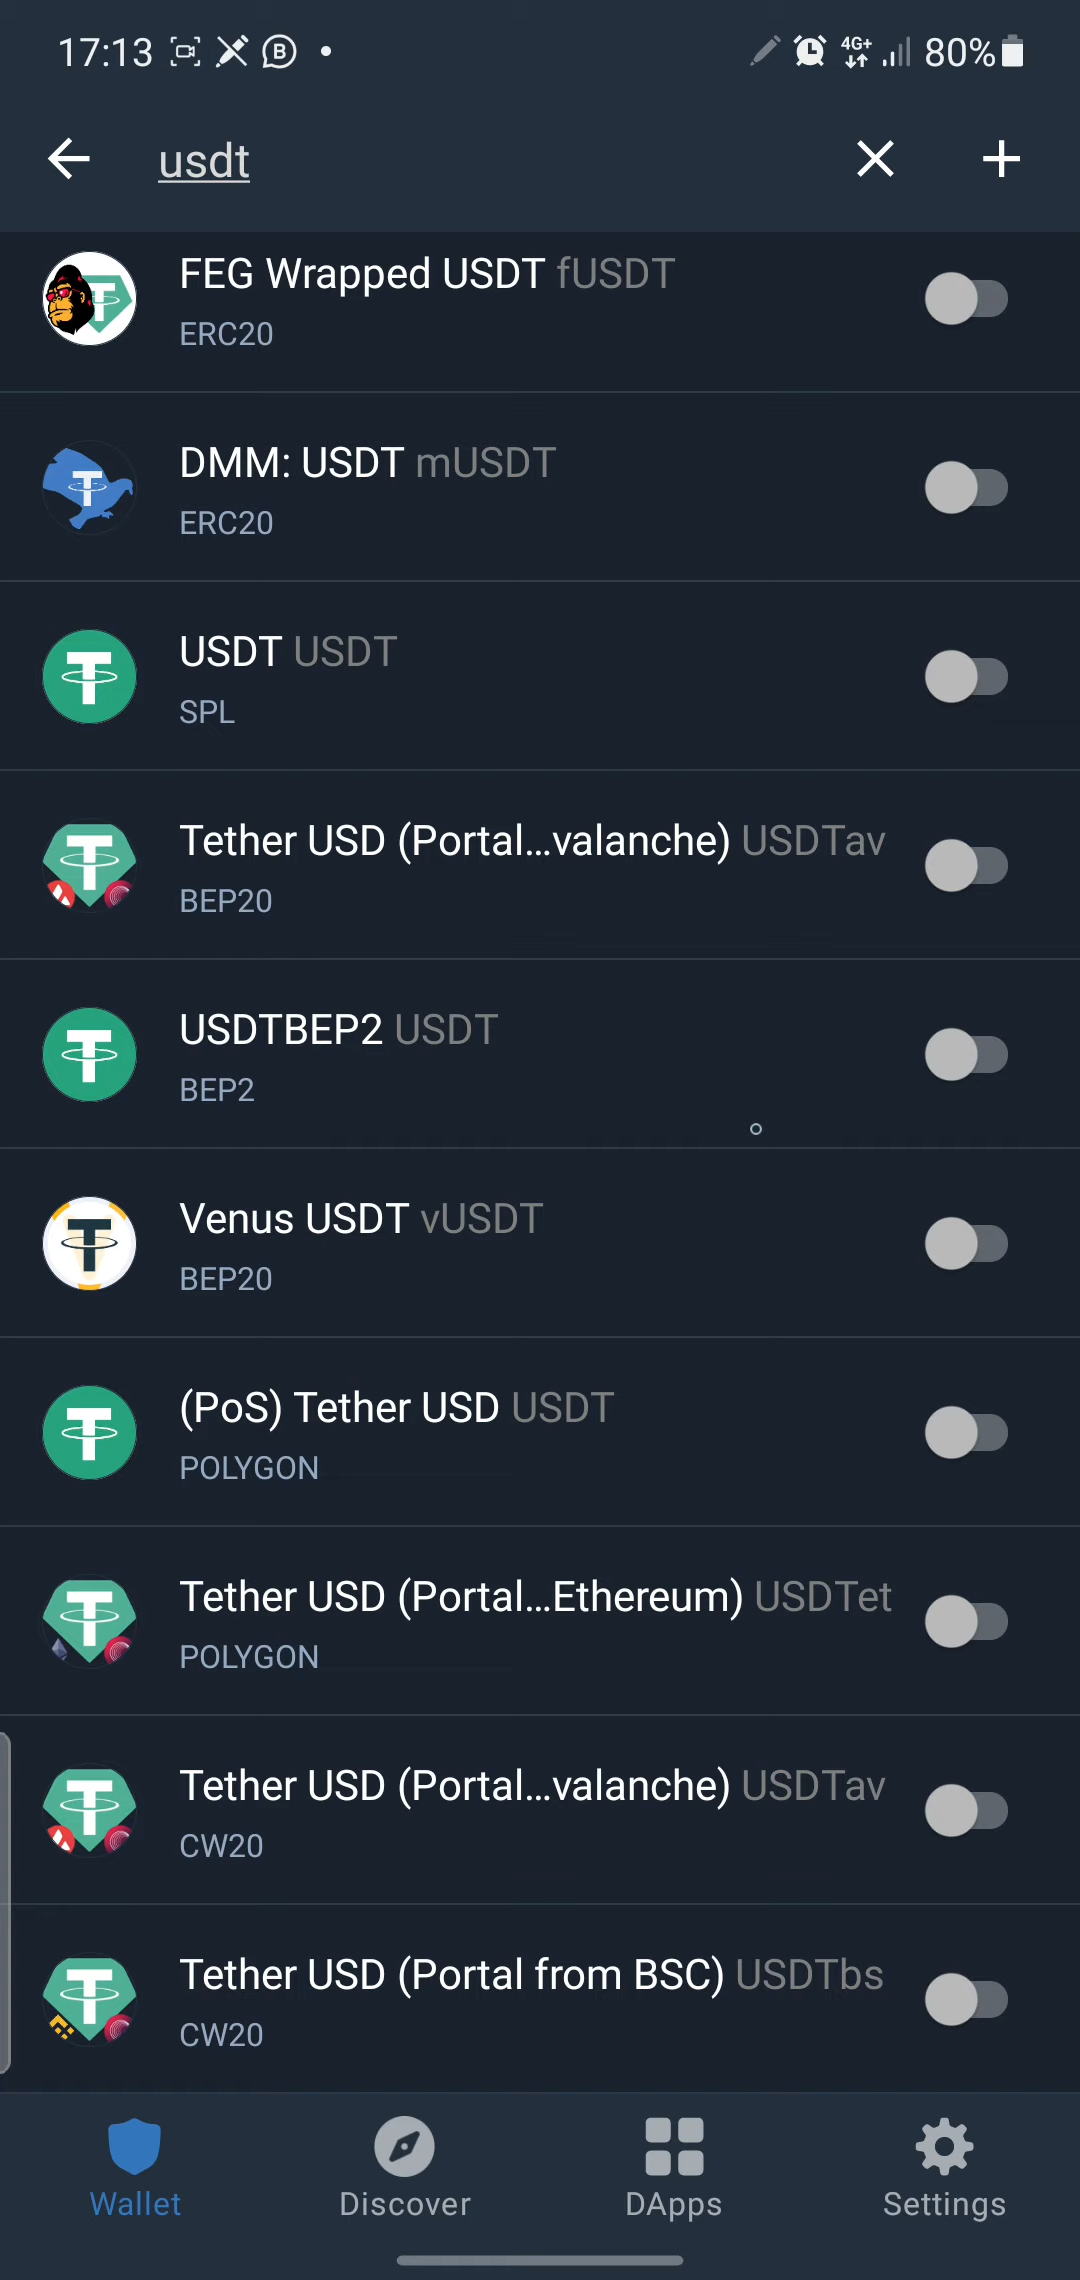 17:13 B 4G+ 80%
usdt
FEG Wrapped USDT fUSDT
ERC20
DMM: USDT mUSDT
ERC20
USDT USDT
SPL
Tether USD (Portal...valanche) USDTav
BEP20
USDTBEP2 USDT
BEP2
Venus USDT vUSDT
BEP20
(PoS) Tether USD USDT
POLYGON
Tether USD (Portal...Ethereum) USDTet
POLYGON
Tether USD (Portal...valanche) USDTav
CW20
Tether USD (Portal from BSC) USDTbs
CW20
Wallet Discover DApps Settings